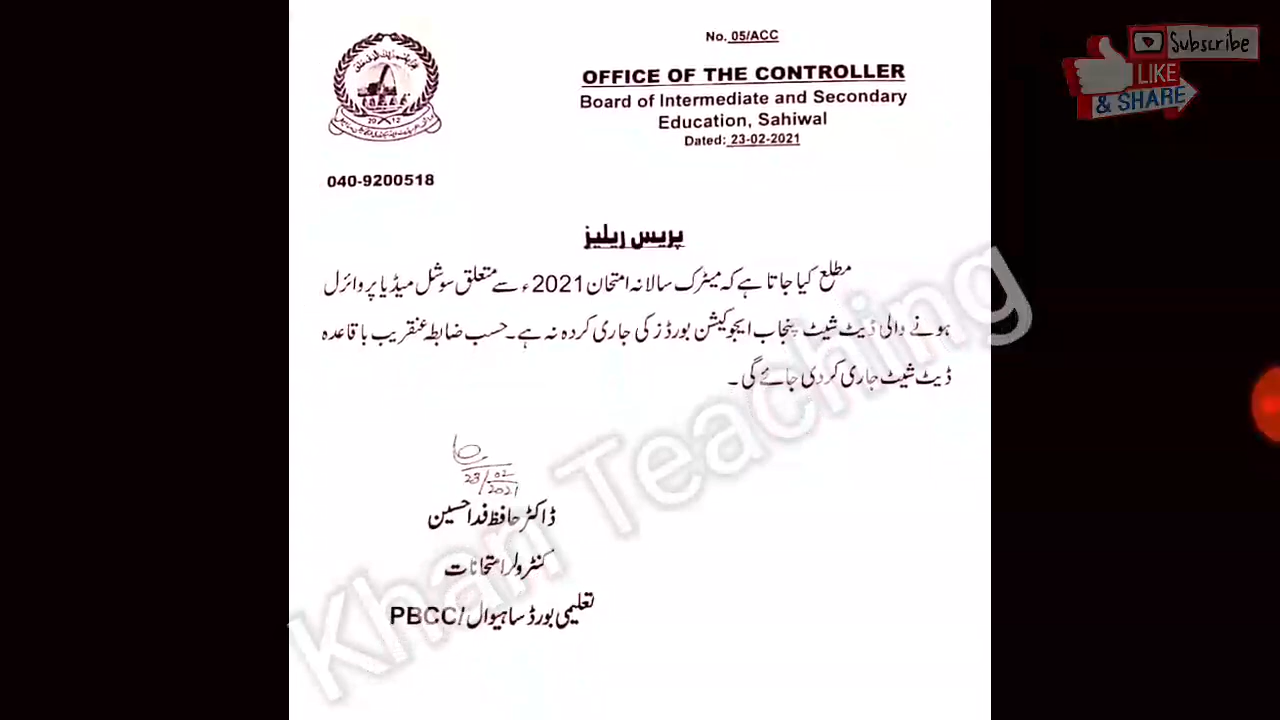 No. 05/ACC
OFFICE OF THE CONTROLLER
Board of Intermediate and Secondary
Education, Sahiwal
Dated: 23-02-2021
2012
040-9200518
Subscribe
LIKE
& SHARE
پریس ریلیز
مطلع کیا جاتا ہے کہ میٹرک سالانہ امتحان 2021ء سے متعلق سوشل میڈیا پر وائرل
ہونے والی ڈیٹ شیٹ پنجاب ایجوکیشن بورڈز کی جاری کردہ نہ ہے۔ حسب ضابطہ عنقریب باقاعدہ
ڈیٹ شیٹ جاری کردی جائے گی۔
23/02
2021
ڈاکٹر حافظ فدا حسین
کنٹرولر امتحانات
تعلیمی بورڈ ساہیوال/PBCC
Khan Teaching